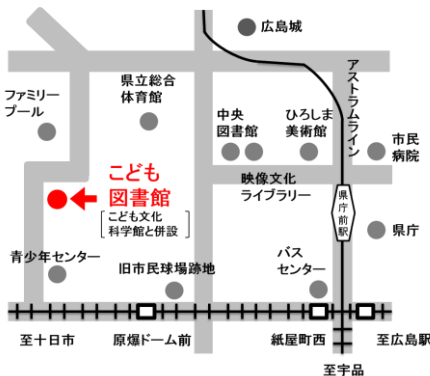 広島城
アストラムライン
県立総合
体育館
ファミリー
プール
中央
図書館
ひろしま
美術館
市民
病院
こども
図書館
映像文化
ライブラリー
こども文化
科学館と併設
県庁前駅
県庁
青少年センター
旧市民球場跡地
バス
センター
至十日市
原爆ドーム前
紙屋町西
至広島駅
至宇品